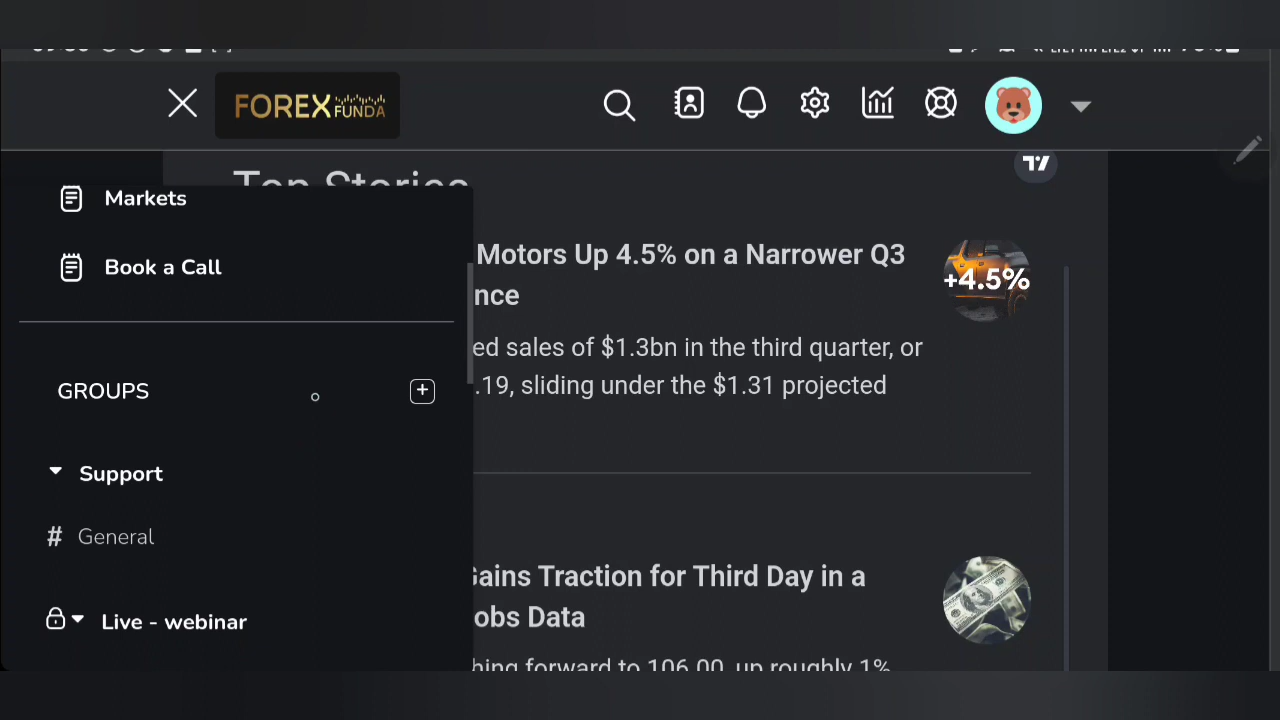 FOREX FUNDA
Top Stories
Markets
Book a Call
Motors Up 4.5% on a Narrower Q3
nce
+4.5%
ed sales of $1.3bn in the third quarter, or
.19, sliding under the $1.31 projected
GROUPS
Support
# General
Gains Traction for Third Day in a
obs Data
Live - webinar
hing forward to 106.00, up roughly 1%